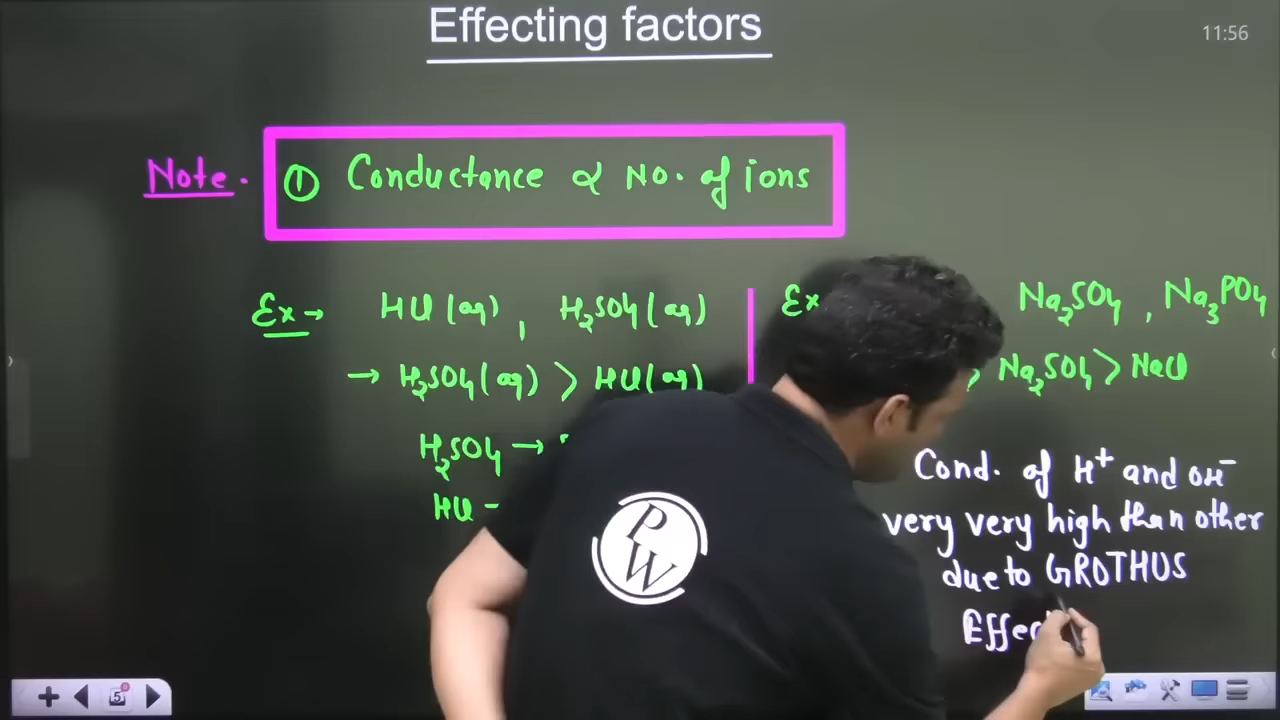 Effecting factors
11:56
Note.
① Conductance ∝ No. of ions
Ex→ HCl (aq) , H₂SO₄ (aq)
→ H₂SO₄ (aq) > HCl (aq)
H₂SO₄ →
HCl -
Ex
Na₂SO₄ , Na₃PO₄
> Na₂SO₄ > NaCl
Cond. of H⁺ and OH⁻
very very high than other
due to GROTHUS
Effec
PW
5